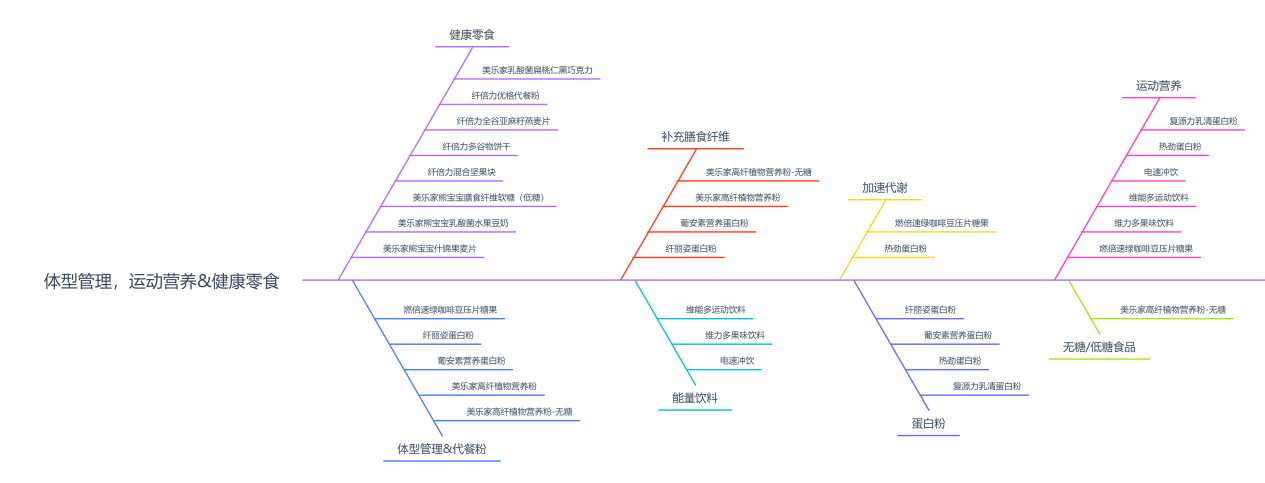 体型管理，运动营养&健康零食
健康零食
美乐家乳酸菌扁桃仁黑巧克力
纤倍力优格代餐粉
纤倍力全谷亚麻籽燕麦片
纤倍力多谷物饼干
纤倍力混合坚果块
美乐家熊宝宝膳食纤维软糖（低糖）
美乐家熊宝宝乳酸菌水果豆奶
美乐家熊宝宝什锦果麦片
燃倍速绿咖啡豆压片糖果
纤丽姿蛋白粉
葡安素营养蛋白粉
美乐家高纤植物营养粉
美乐家高纤植物营养粉-无糖
体型管理&代餐粉
补充膳食纤维
美乐家高纤植物营养粉-无糖
美乐家高纤植物营养粉
葡安素营养蛋白粉
纤丽姿蛋白粉
维能多运动饮料
维力多果味饮料
电速冲饮
能量饮料
加速代谢
燃倍速绿咖啡豆压片糖果
热劲蛋白粉
纤丽姿蛋白粉
葡安素营养蛋白粉
热劲蛋白粉
复源力乳清蛋白粉
蛋白粉
运动营养
复源力乳清蛋白粉
热劲蛋白粉
电速冲饮
维能多运动饮料
维力多果味饮料
燃倍速绿咖啡豆压片糖果
美乐家高纤植物营养粉-无糖
无糖/低糖食品